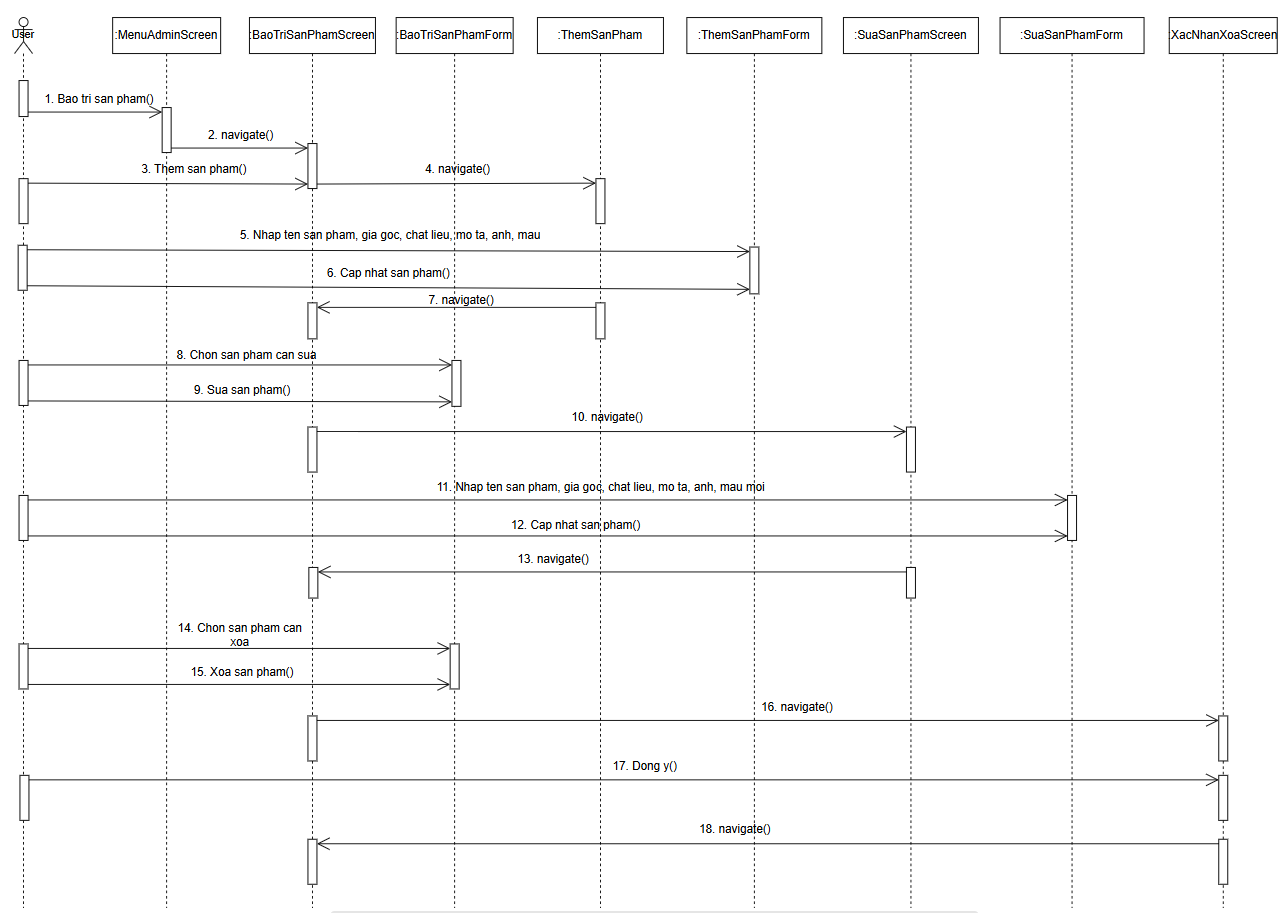 User
:MenuAdminScreen
:BaoTriSanPhamScreen
:BaoTriSanPhamForm
:ThemSanPham
:ThemSanPhamForm
:SuaSanPhamScreen
:SuaSanPhamForm
:XacNhanXoaScreen
1. Bao tri san pham()
2. navigate()
3. Them san pham()
4. navigate()
5. Nhap ten san pham, gia goc, chat lieu, mo ta, anh, mau
6. Cap nhat san pham()
7. navigate()
8. Chon san pham can sua
9. Sua san pham()
10. navigate()
11. Nhap ten san pham, gia goc, chat lieu, mo ta, anh, mau moi
12. Cap nhat san pham()
13. navigate()
14. Chon san pham can
xoa
15. Xoa san pham()
16. navigate()
17. Dong y()
18. navigate()